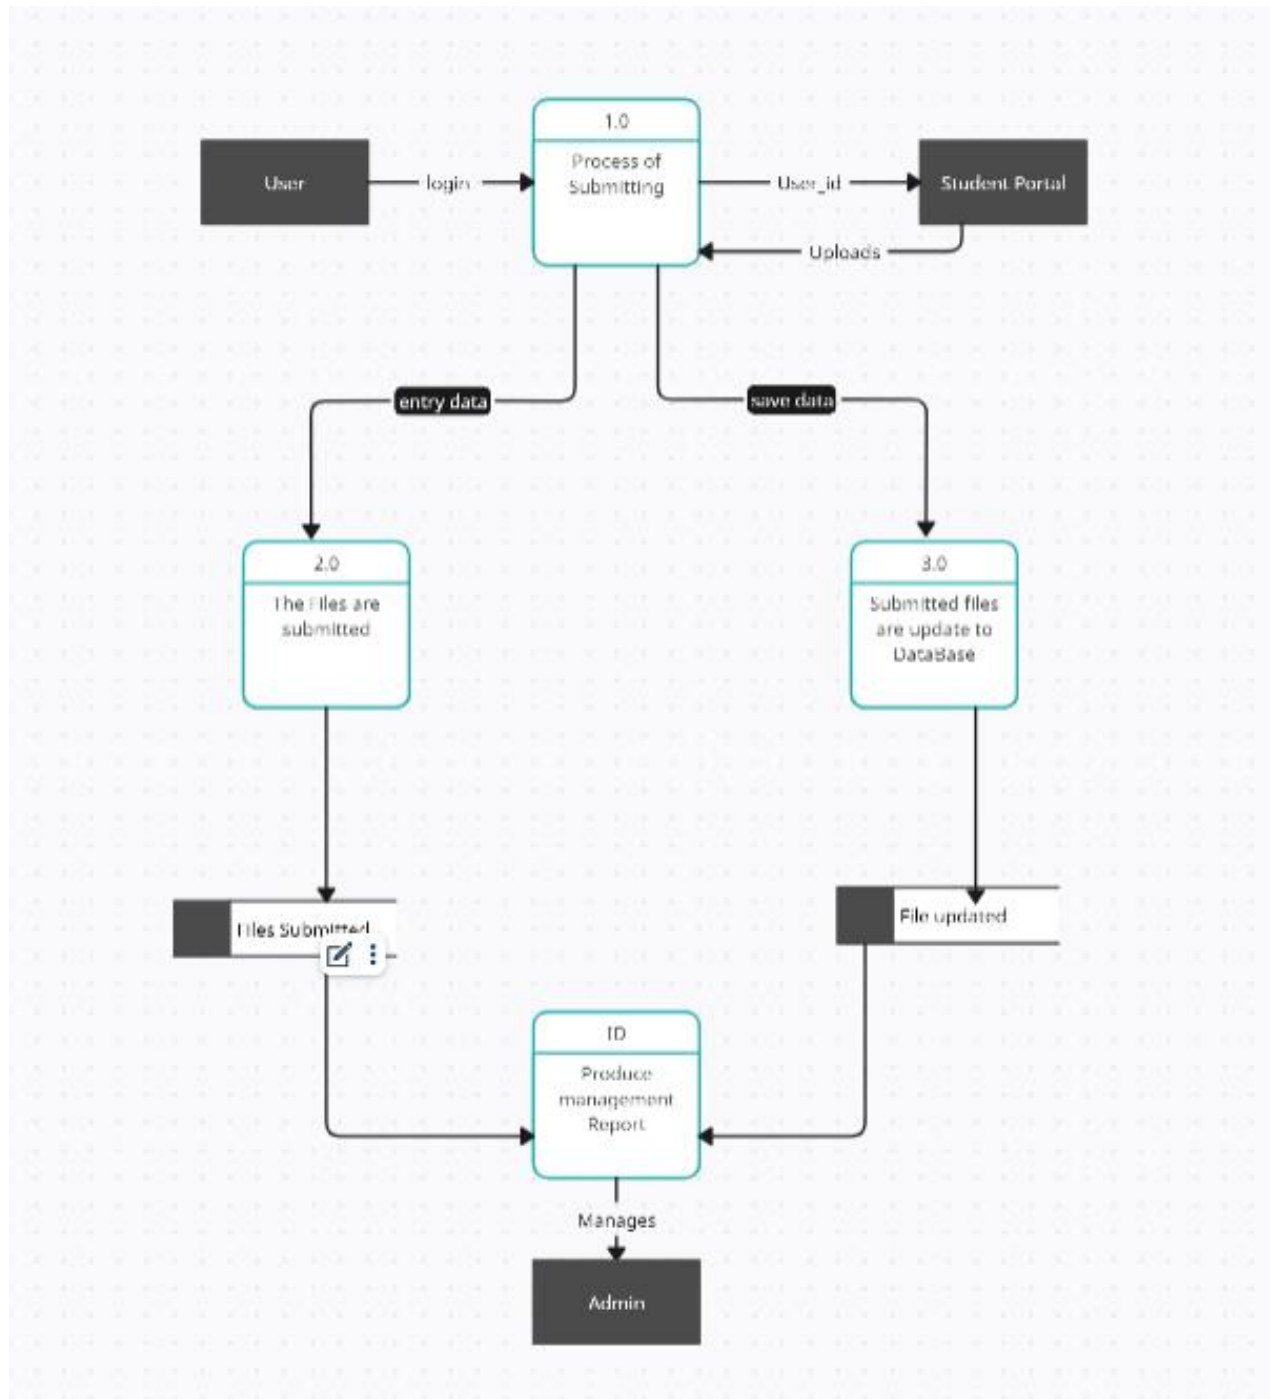 1.0
Process of
Submitting
User
login
User_id
Student Portal
Uploads
entry data
save data
2.0
The Files are
submitted
3.0
Submitted files
are update to
DataBase
Files Submitted
File updated
ID
Produce
management
Report
Manages
Admin